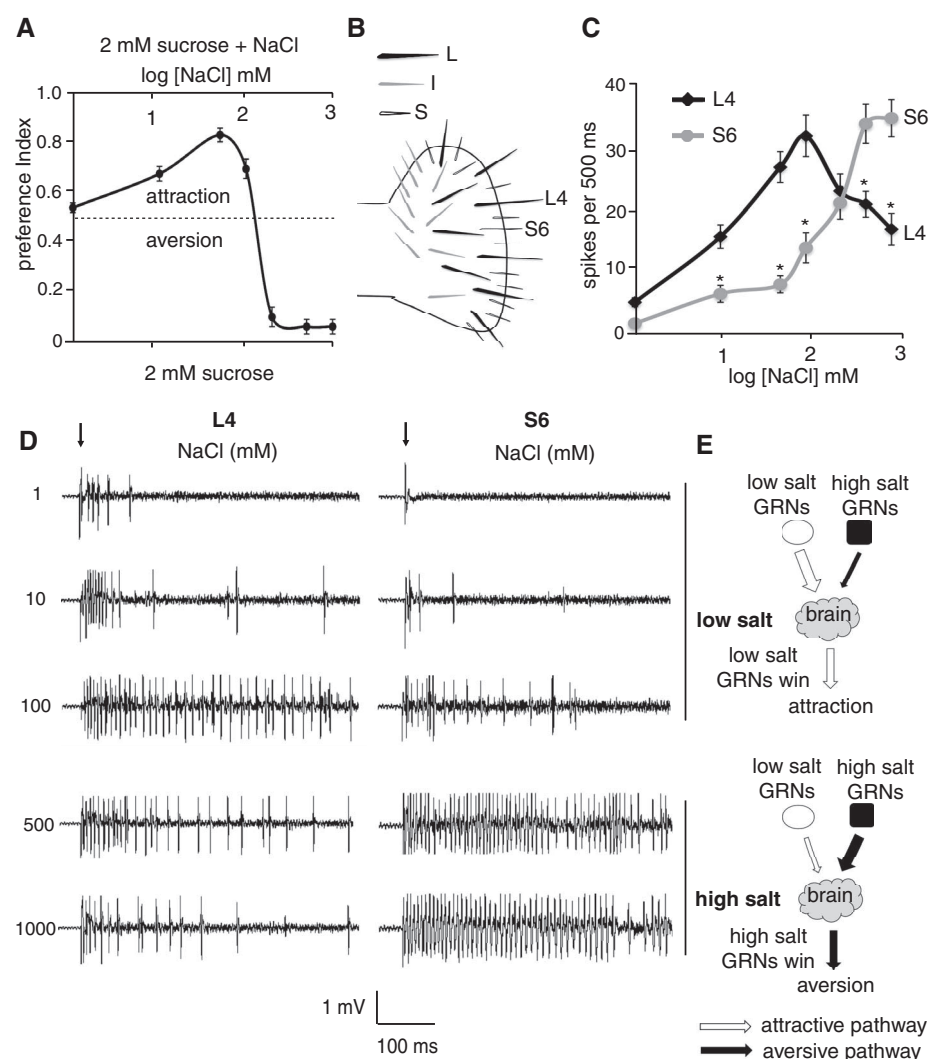 A
2 mM sucrose + NaCl
log [NaCl] mM
1.0
0.8
0.6
0.4
0.2
0
preference Index
1
2
3
attraction
aversion
1
2
3
2 mM sucrose
B
L
I
S
L4
S6
C
40
30
20
10
0
spikes per 500 ms
L4
S6
S6
*
*
*
*
*
L4
1
2
3
log [NaCl] mM
D
L4
NaCl (mM)
S6
NaCl (mM)
1
10
100
500
1000
1 mV
100 ms
E
low salt
GRNs
high salt
GRNs
brain
low salt
low salt
GRNs win
attraction
low salt
GRNs
high salt
GRNs
brain
high salt
high salt
GRNs win
aversion
attractive pathway
aversive pathway